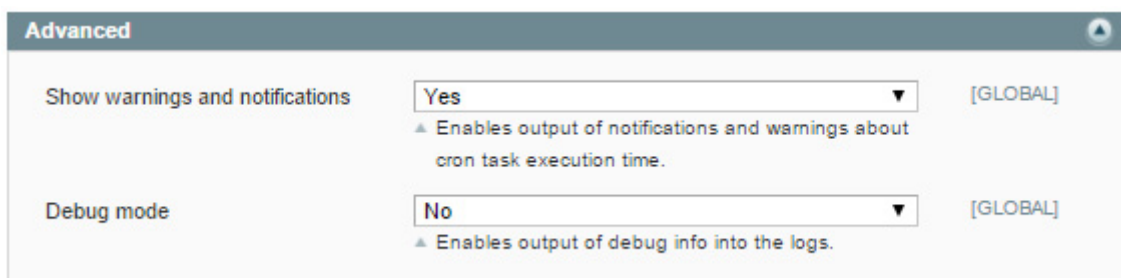 Advanced
Show warnings and notifications
Yes
[GLOBAL]
Enables output of notifications and warnings about
cron task execution time.
Debug mode
No
[GLOBAL]
Enables output of debug info into the logs.